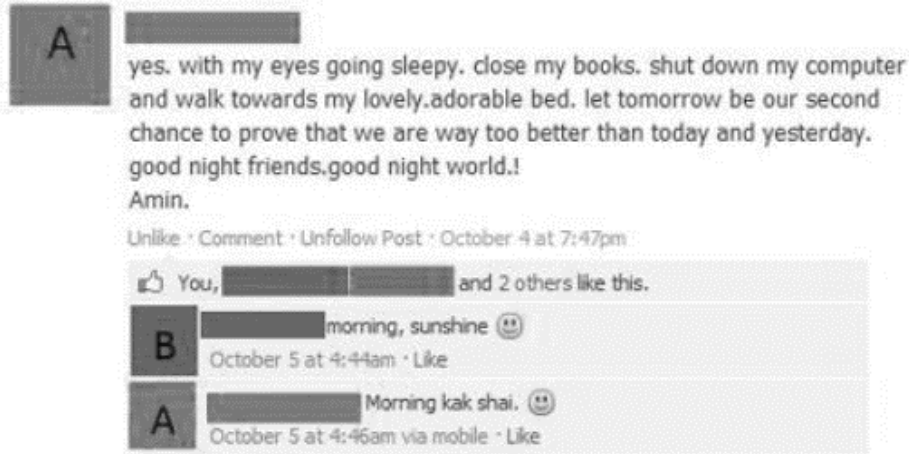 A
yes. with my eyes going sleepy. close my books. shut down my computer
and walk towards my lovely.adorable bed. let tomorrow be our second
chance to prove that we are way too better than today and yesterday.
good night friends.good night world.!
Amin.
Unlike · Comment · Unfollow Post · October 4 at 7:47pm
You, and 2 others like this.
B
morning, sunshine
October 5 at 4:44am · Like
A
Morning kak shai.
October 5 at 4:46am via mobile · Like